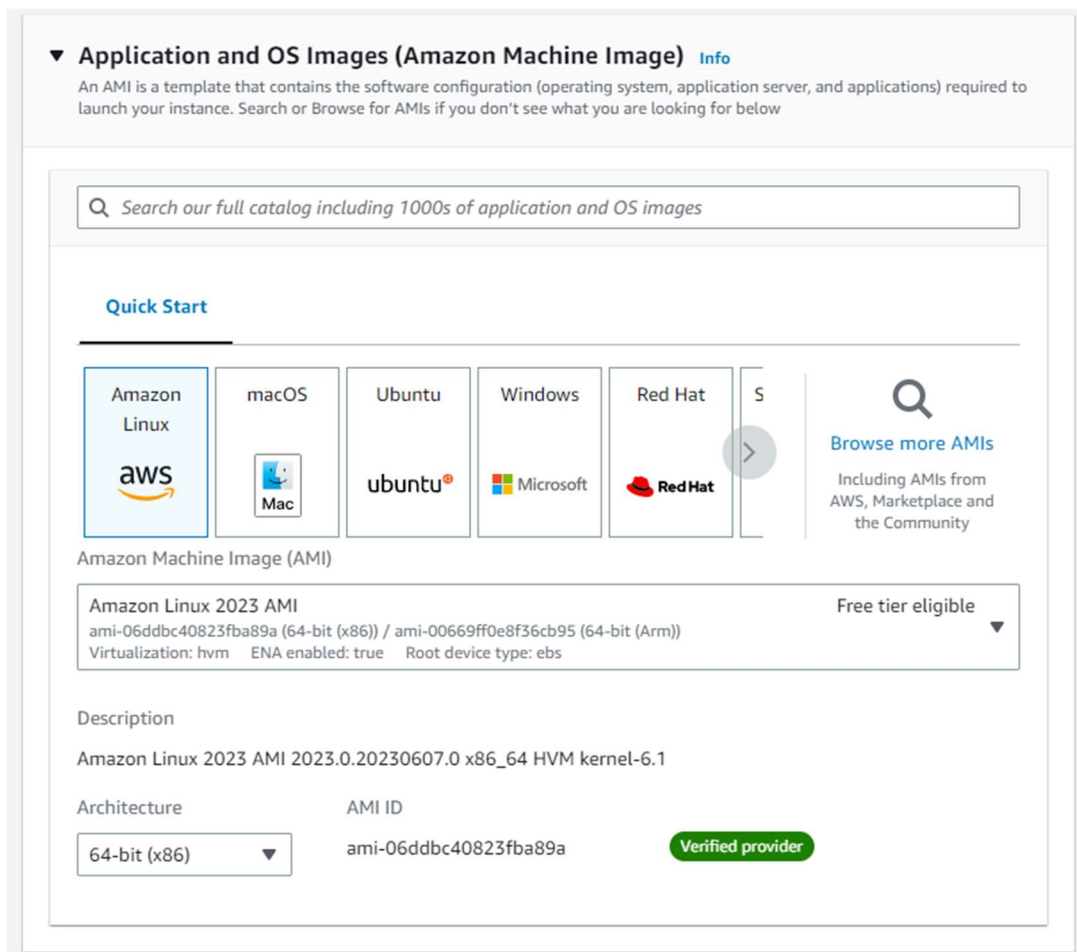 Application and OS Images (Amazon Machine Image) Info
An AMI is a template that contains the software configuration (operating system, application server, and applications) required to
launch your instance. Search or Browse for AMIs if you don't see what you are looking for below
Search our full catalog including 1000s of application and OS images
Quick Start
Amazon
Linux
aws
macOS
Mac
Ubuntu
ubuntu
Windows
Microsoft
Red Hat
Red Hat
S
Browse more AMIs
Including AMIs from
AWS, Marketplace and
the Community
Amazon Machine Image (AMI)
Amazon Linux 2023 AMI Free tier eligible
ami-06ddbc40823fba89a (64-bit (x86)) / ami-00669ff0e8f36cb95 (64-bit (Arm))
Virtualization: hvm ENA enabled: true Root device type: ebs
Description
Amazon Linux 2023 AMI 2023.0.20230607.0 x86_64 HVM kernel-6.1
Architecture AMI ID
64-bit (x86) ami-06ddbc40823fba89a Verified provider